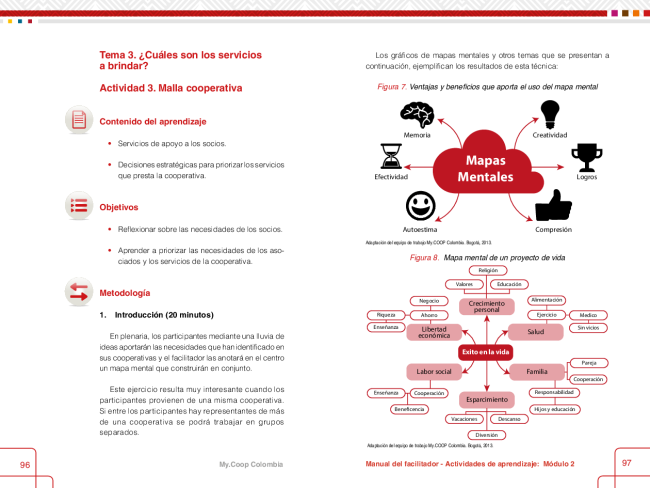 Tema 3. ¿Cuáles son los servicios
a brindar?
Actividad 3. Malla cooperativa
Contenido del aprendizaje
• Servicios de apoyo a los socios.
• Decisiones estratégicas para priorizar los servicios
que presta la cooperativa.
Objetivos
• Reflexionar sobre las necesidades de los socios.
• Aprender a priorizar las necesidades de los aso-
ciados y los servicios de la cooperativa.
Metodología
1. Introducción (20 minutos)
En plenaria, los participantes mediante una lluvia de
ideas aportarán las necesidades que han identificado en
sus cooperativas y el facilitador las anotará en el centro
un mapa mental que construirán en conjunto.
Este ejercicio resulta muy interesante cuando los
participantes provienen de una misma cooperativa.
Si entre los participantes hay representantes de más
de una cooperativa se podrá trabajar en grupos
separados.
96
My.Coop Colombia
Los gráficos de mapas mentales y otros temas que se presentan a
continuación, ejemplifican los resultados de esta técnica:
Figura 7. Ventajas y beneficios que aporta el uso del mapa mental
Memoria
Creatividad
Mapas
Mentales
Efectividad
Logros
Autoestima
Compresión
Adaptación del equipo de trabajo My.COOP Colombia. Bogotá, 2013.
Figura 8. Mapa mental de un proyecto de vida
Religión
Valores
Educación
Crecimiento
personal
Negocio
Riqueza
Ahorro
Enseñanza
Libertad
económica
Alimentación
Ejercicio
Medico
Sin vicios
Salud
Exito en la vida
Labor social
Enseñanza
Cooperación
Beneficencia
Familia
Pareja
Cooperación
Responsabilidad
Hijos y educación
Esparcimiento
Vacaciones
Descanso
Diversión
Adaptación del equipo de trabajo My.COOP Colombia. Bogotá, 2013.
Manual del facilitador - Actividades de aprendizaje: Módulo 2
97